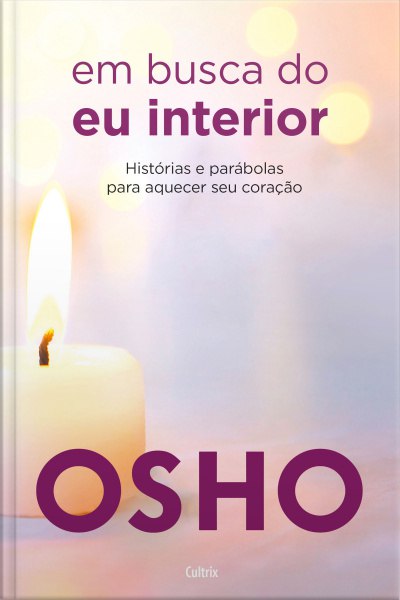 em busca do
eu interior
Histórias e parábolas
para aquecer seu coração
OSHO
Cultrix